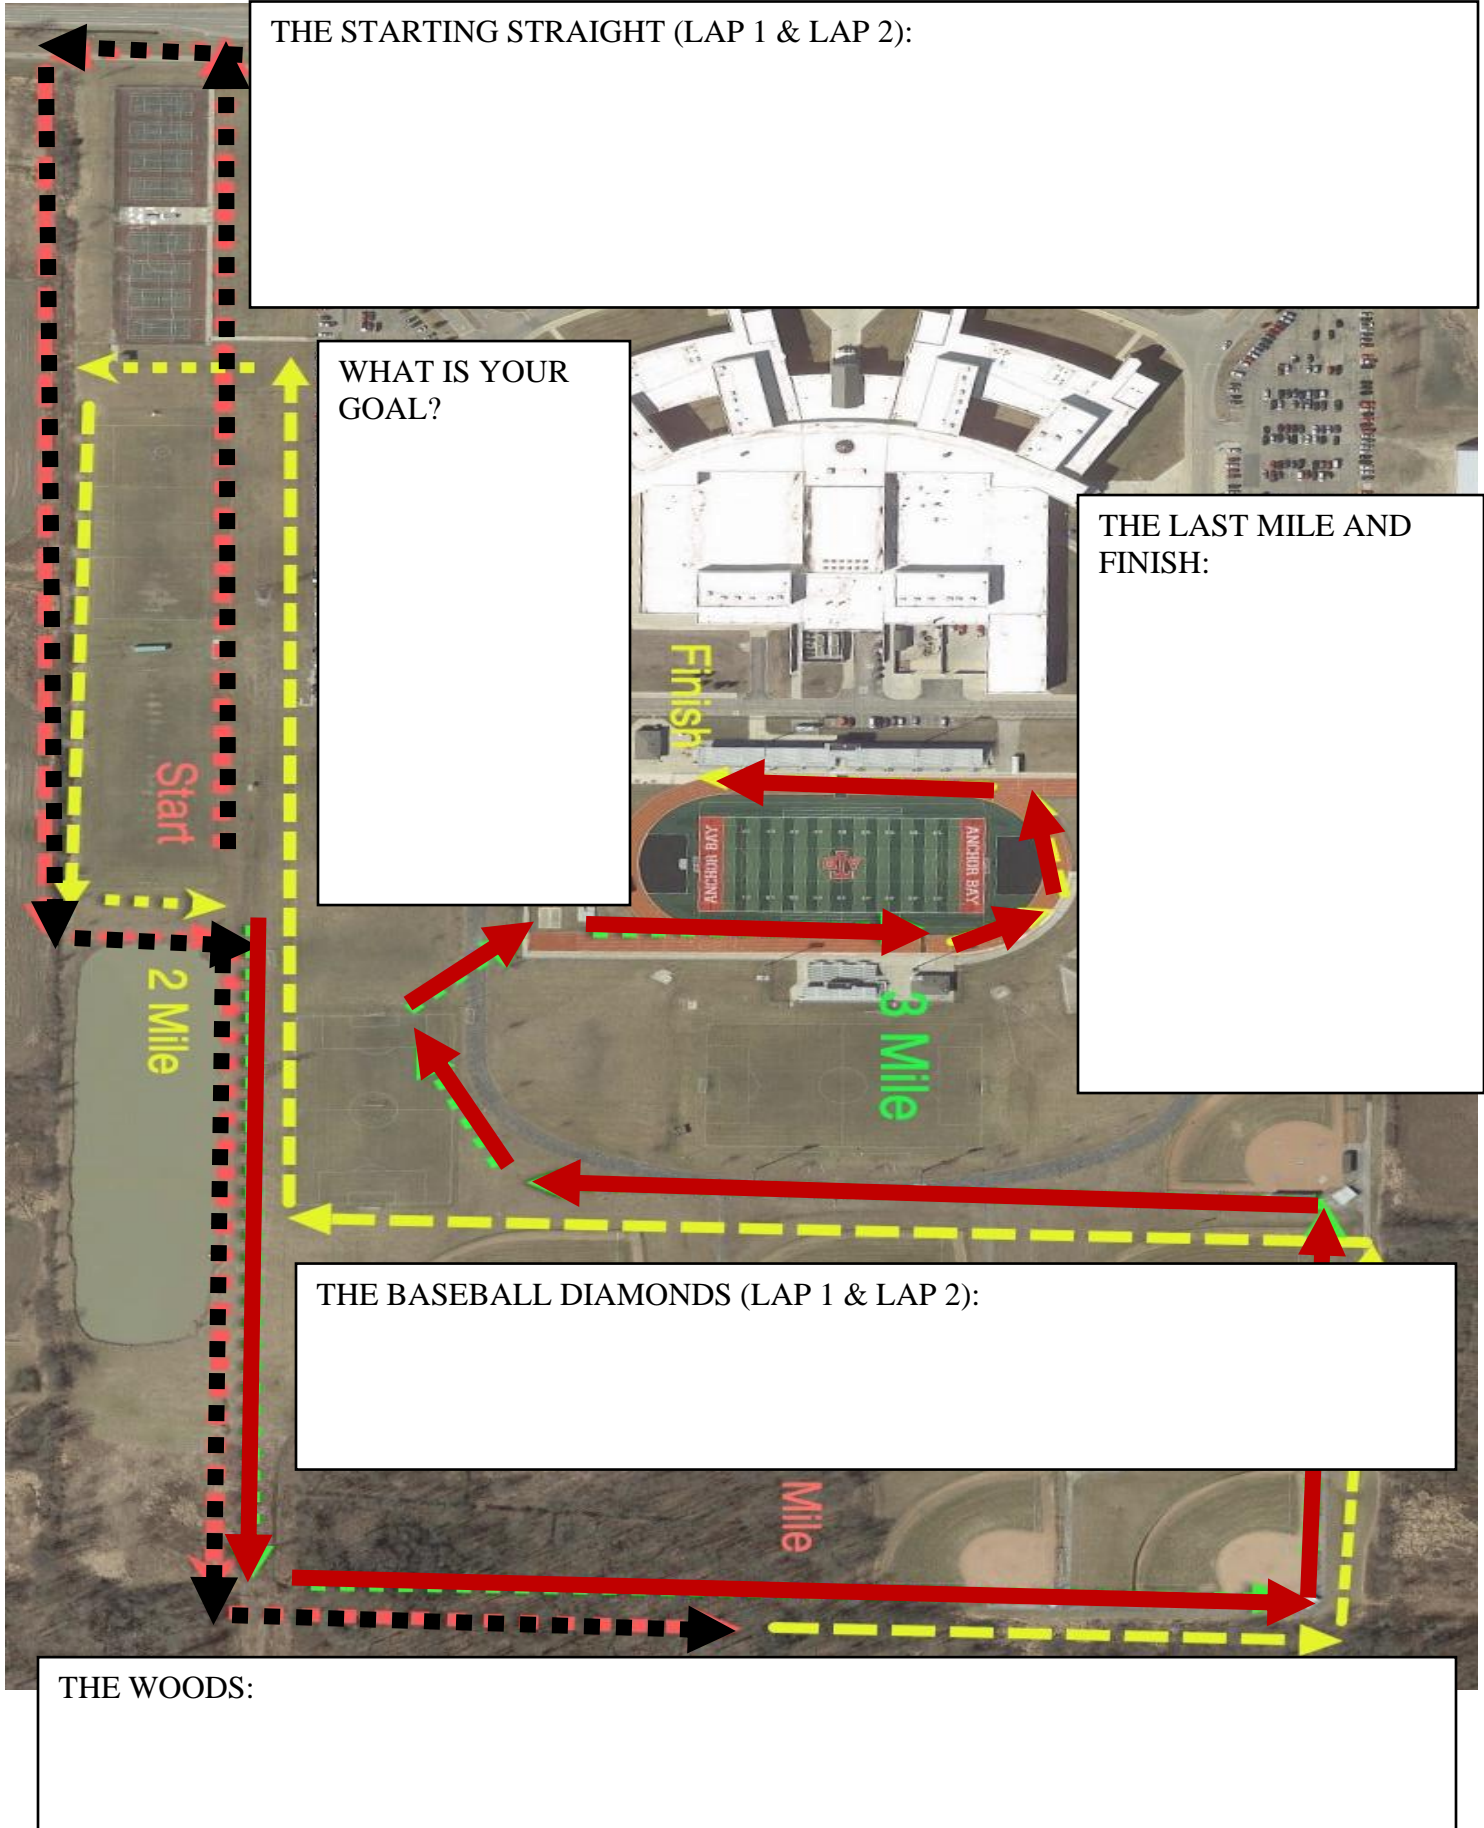 THE STARTING STRAIGHT (LAP 1 & LAP 2):
WHAT IS YOUR
GOAL?
THE LAST MILE AND
FINISH:
Finish
Start
ANCHOR BAY
ANCHOR BAY
2 Mile
3 Mile
THE BASEBALL DIAMONDS (LAP 1 & LAP 2):
Mile
THE WOODS: